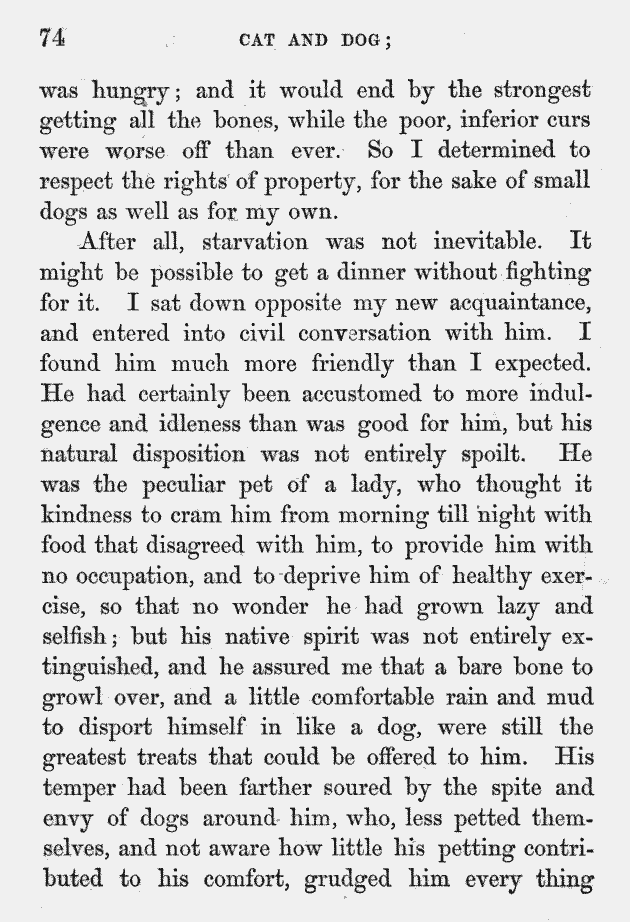 74
CAT AND DOG;
was hungry; and it would end by the strongest
getting all the bones, while the poor, inferior curs
were worse off than ever. So I determined to
respect the rights of property, for the sake of small
dogs as well as for my own.
After all, starvation was not inevitable. It
might be possible to get a dinner without fighting
for it. I sat down opposite my new acquaintance,
and entered into civil conversation with him. I
found him much more friendly than I expected.
He had certainly been accustomed to more indul-
gence and idleness than was good for him, but his
natural disposition was not entirely spoilt. He
was the peculiar pet of a lady, who thought it
kindness to cram him from morning till night with
food that disagreed with him, to provide him with
no occupation, and to deprive him of healthy exer-
cise, so that no wonder he had grown lazy and
selfish; but his native spirit was not entirely ex-
tinguished, and he assured me that a bare bone to
growl over, and a little comfortable rain and mud
to disport himself in like a dog, were still the
greatest treats that could be offered to him. His
temper had been farther soured by the spite and
envy of dogs around him, who, less petted them-
selves, and not aware how little his petting contri-
buted to his comfort, grudged him every thing